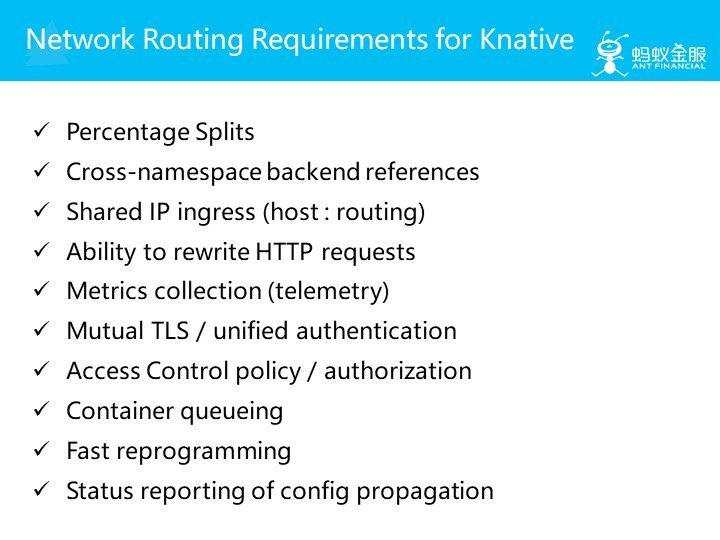 Network Routing Requirements for Knative
蚂蚁金服
ANT FINANCIAL
✓ Percentage Splits
✓ Cross-namespace backend references
✓ Shared IP ingress (host : routing)
✓ Ability to rewrite HTTP requests
✓ Metrics collection (telemetry)
✓ Mutual TLS / unified authentication
✓ Access Control policy / authorization
✓ Container queueing
✓ Fast reprogramming
✓ Status reporting of config propagation